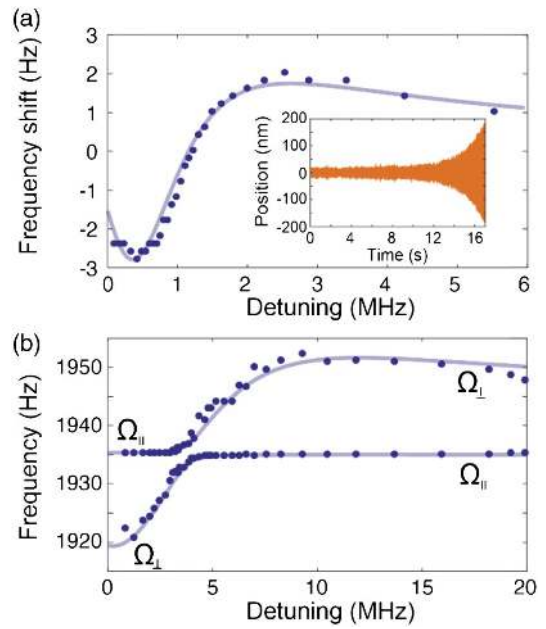 (a)
3
2
1
0
-1
-2
-3
Frequency shift (Hz)
200
100
0
-100
-200
Position (nm)
0 4 8 12 16
Time (s)
0 1 2 3 4 5 6
Detuning (MHz)
(b)
1950
1940
1930
1920
Frequency (Hz)
Ω⊥
Ω||
Ω||
Ω⊥
0 5 10 15 20
Detuning (MHz)